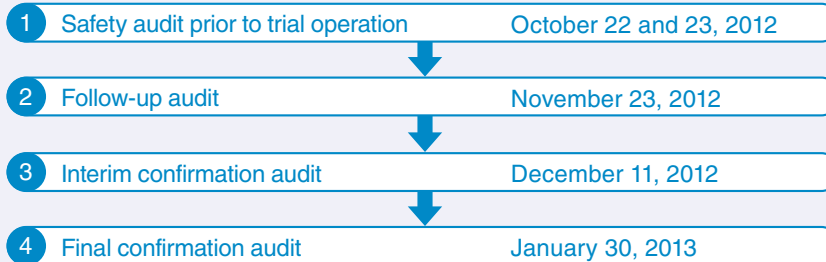 1 Safety audit prior to trial operation October 22 and 23, 2012
2 Follow-up audit November 23, 2012
3 Interim confirmation audit December 11, 2012
4 Final confirmation audit January 30, 2013